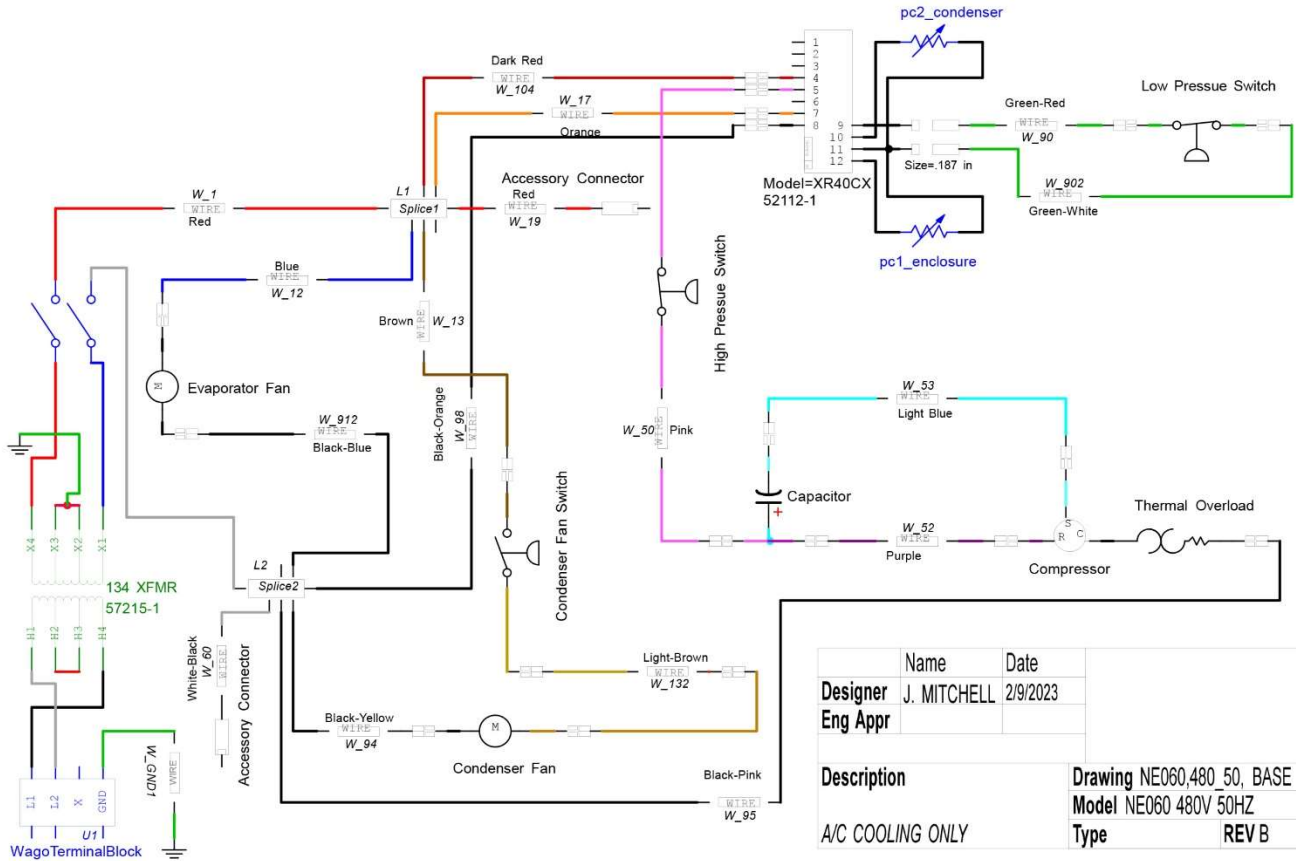 pc2_condenser
1
2
3
4
5
6
7
8
9
10
11
12
Dark Red
WIRE
W_104
W_17
WIRE
Orange
Model=XR40CX
52112-1
Size=.187 in
Green-Red
WIRE
W_90
Low Pressue Switch
W_902
WIRE
Green-White
pc1_enclosure
W_1
WIRE
Red
L1
Splice1
Accessory Connector
Red
WIRE
W_19
Blue
WIRE
W_12
Brown
WIRE
W_13
High Pressue Switch
M
Evaporator Fan
W_912
WIRE
Black-Blue
Black-Orange
W_98
WIRE
W_50
WIRE
Pink
W_53
WIRE
Light Blue
Capacitor
+
W_52
WIRE
Purple
S
R
C
Compressor
Thermal Overload
Condenser Fan Switch
X4
X3
X2
X1
134 XFMR
57215-1
H1
H2
H3
H4
L2
Splice2
White-Black
W_60
WIRE
Accessory Connector
Light-Brown
WIRE
W_132
Black-Yellow
WIRE
W_94
M
Condenser Fan
Black-Pink
WIRE
W_95
W_GND1
WIRE
L1
L2
X
GND
U1
WagoTerminalBlock
Name Date
Designer J. MITCHELL 2/9/2023
Eng Appr
Description
A/C COOLING ONLY
Drawing NE060,480_50, BASE
Model NE060 480V 50HZ
Type REV B